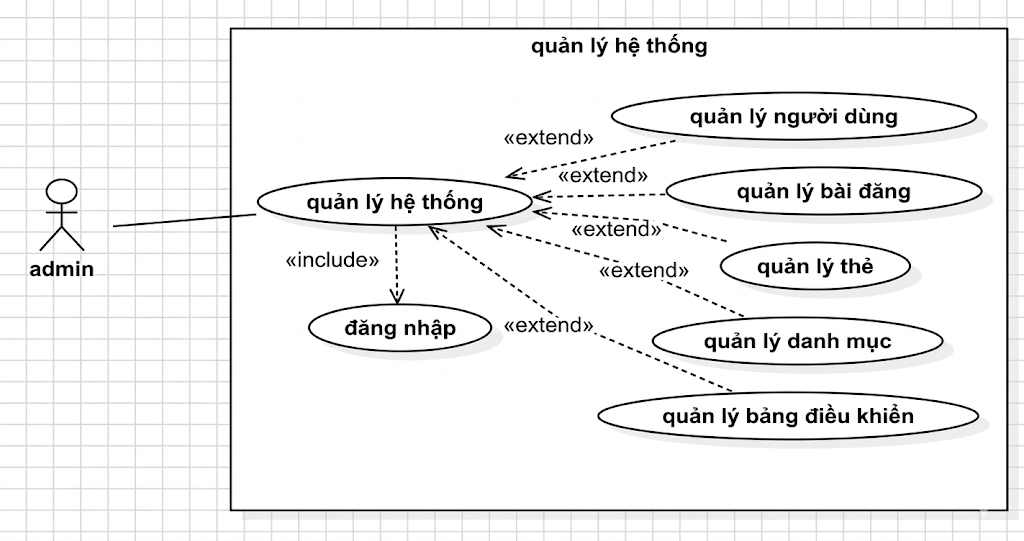 quản lý hệ thống
quản lý người dùng
«extend»
«extend»
quản lý bài đăng
quản lý hệ thống
«extend»
«include»
«extend»
quản lý thẻ
admin
«extend»
đăng nhập
quản lý danh mục
quản lý bảng điều khiển